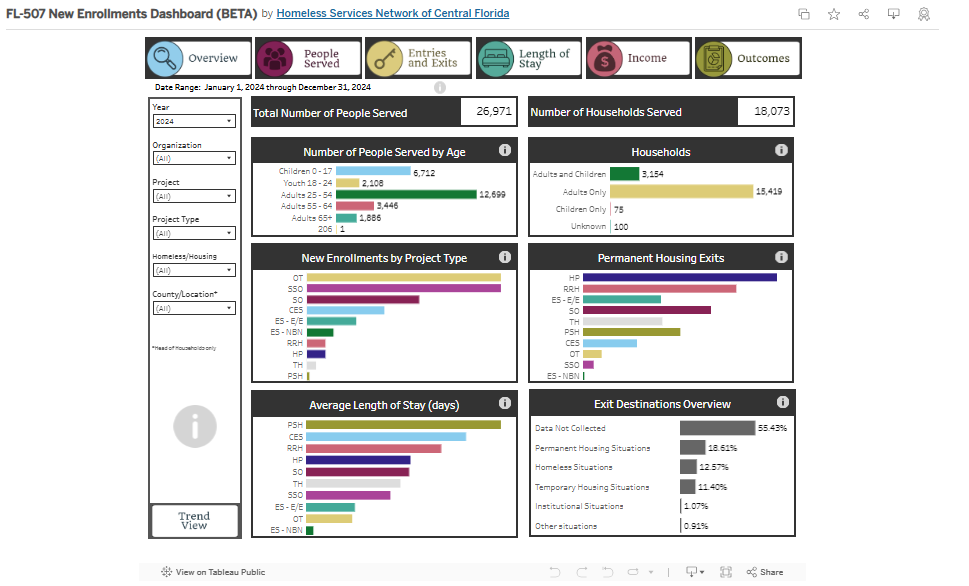 FL-507 New Enrollments Dashboard (BETA) by Homeless Services Network of Central Florida
Overview
People Served
Entries and Exits
Length of Stay
Income
Outcomes
Date Range: January 1, 2024 through December 31, 2024
Year
2024
Organization
(All)
Project
(All)
Project Type
(All)
Homeless/Housing
(All)
County/Location*
(All)
*Head of Households only
Trend
View
Total Number of People Served 26,971
Number of Households Served 18,073
Number of People Served by Age
Children 0 - 17 6,712
Youth 18 - 24 2,108
Adults 25 - 54 12,699
Adults 55 - 64 3,446
Adults 65+ 1,886
206 1
Households
Adults and Children 3,154
Adults Only 15,419
Children Only 75
Unknown 100
New Enrollments by Project Type
OT
SSO
SO
CES
ES - E/E
ES - NBN
RRH
HP
TH
PSH
Permanent Housing Exits
HP
RRH
ES - E/E
SO
TH
PSH
CES
OT
SSO
ES - NBN
Average Length of Stay (days)
PSH
CES
RRH
HP
SO
TH
SSO
ES - E/E
OT
ES - NBN
Exit Destinations Overview
Data Not Collected 55.43%
Permanent Housing Situations 18.61%
Homeless Situations 12.57%
Temporary Housing Situations 11.40%
Institutional Situations 1.07%
Other situations 0.91%
View on Tableau Public
Share